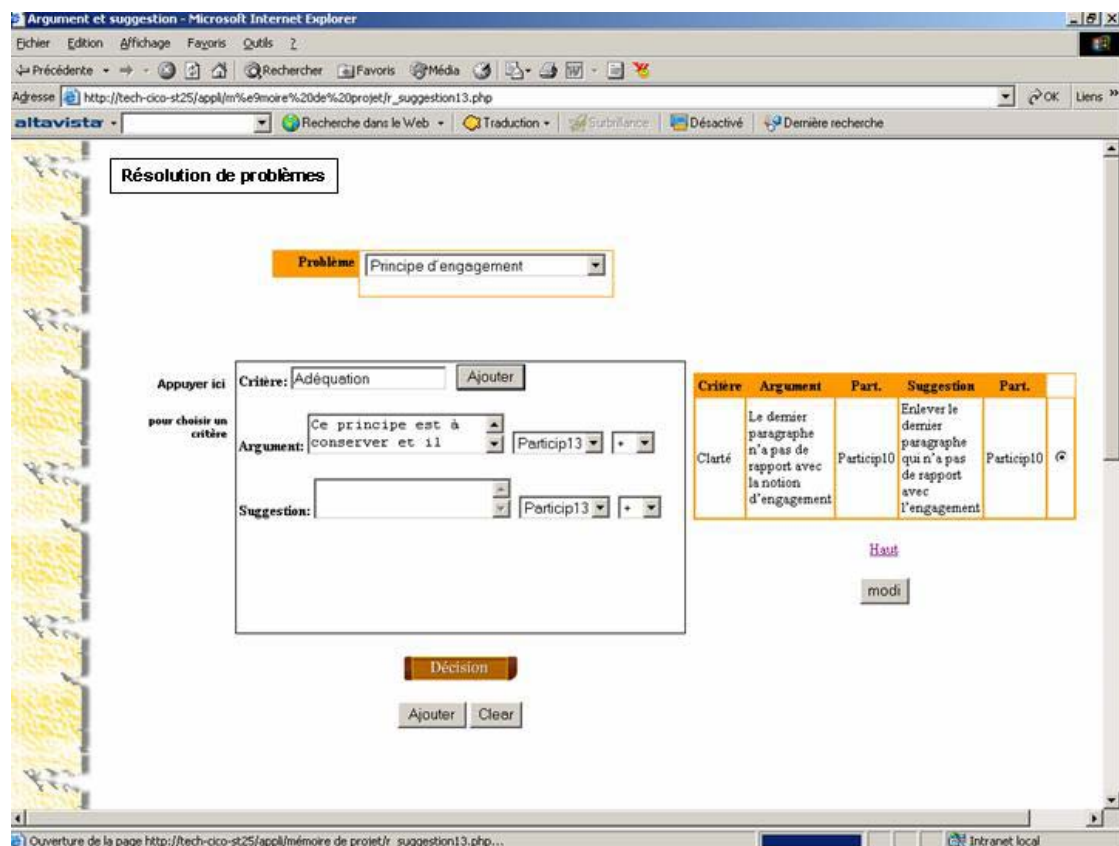 Argument et suggestion - Microsoft Internet Explorer
Fichier Edition Affichage Favoris Outils ?
Précédente Rechercher Favoris Média
Adresse http://tech-cico-st25/appli/m%e9moire%20de%20projet/r_suggestion13.php OK Liens »
altavista Recherche dans le Web Traduction Surbrillance Désactivé Dernière recherche
Résolution de problèmes
Problème Principe d'engagement
Appuyer ici
pour choisir un
critère
Critère: Adéquation Ajouter
Ce principe est à
Argument: conserver et il Particip13 +
Suggestion: Particip13 +
Critère Argument Part. Suggestion Part.
Clarté
Le dernier
paragraphe
n'a pas de
rapport avec
la notion
d'engagement
Particip10
Enlever le
dernier
paragraphe
qui n'a pas
de rapport
avec
l'engagement
Particip10
Haut
modi
Décision
Ajouter Clear
Ouverture de la page http://tech-cico-st25/appli/mémoire de projet/r_suggestion13.php... Intranet local